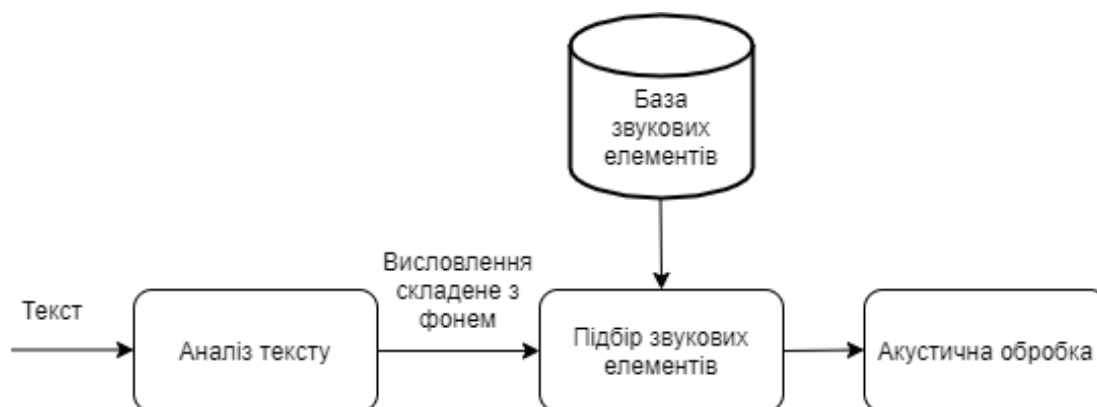 База
звукових
елементів
Текст
Висловлення
складене з
фонем
Аналіз тексту
Підбір звукових
елементів
Акустична обробка